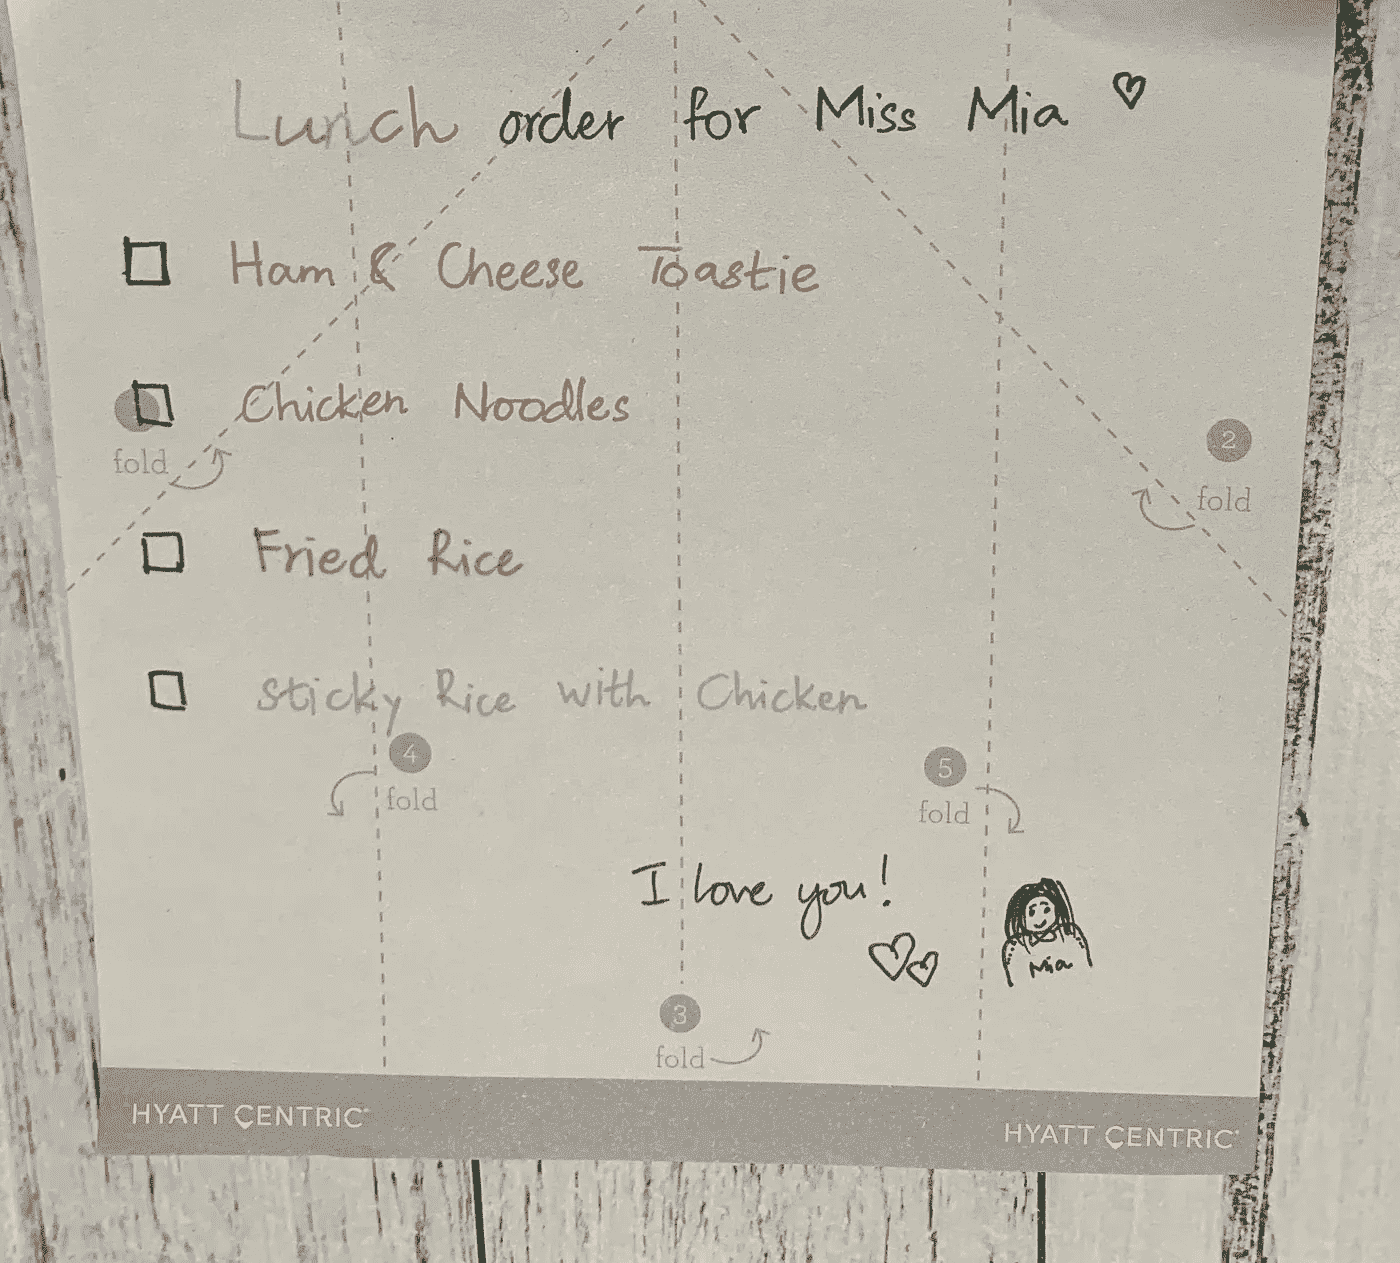 Lunch order for Miss Mia
Ham & Cheese Toastie
Chicken Noodles
fold
2
fold
Fried Rice
Sticky Rice with Chicken
4
fold
5
fold
I love you!
Mia
3
fold
HYATT CENTRIC
HYATT CENTRIC